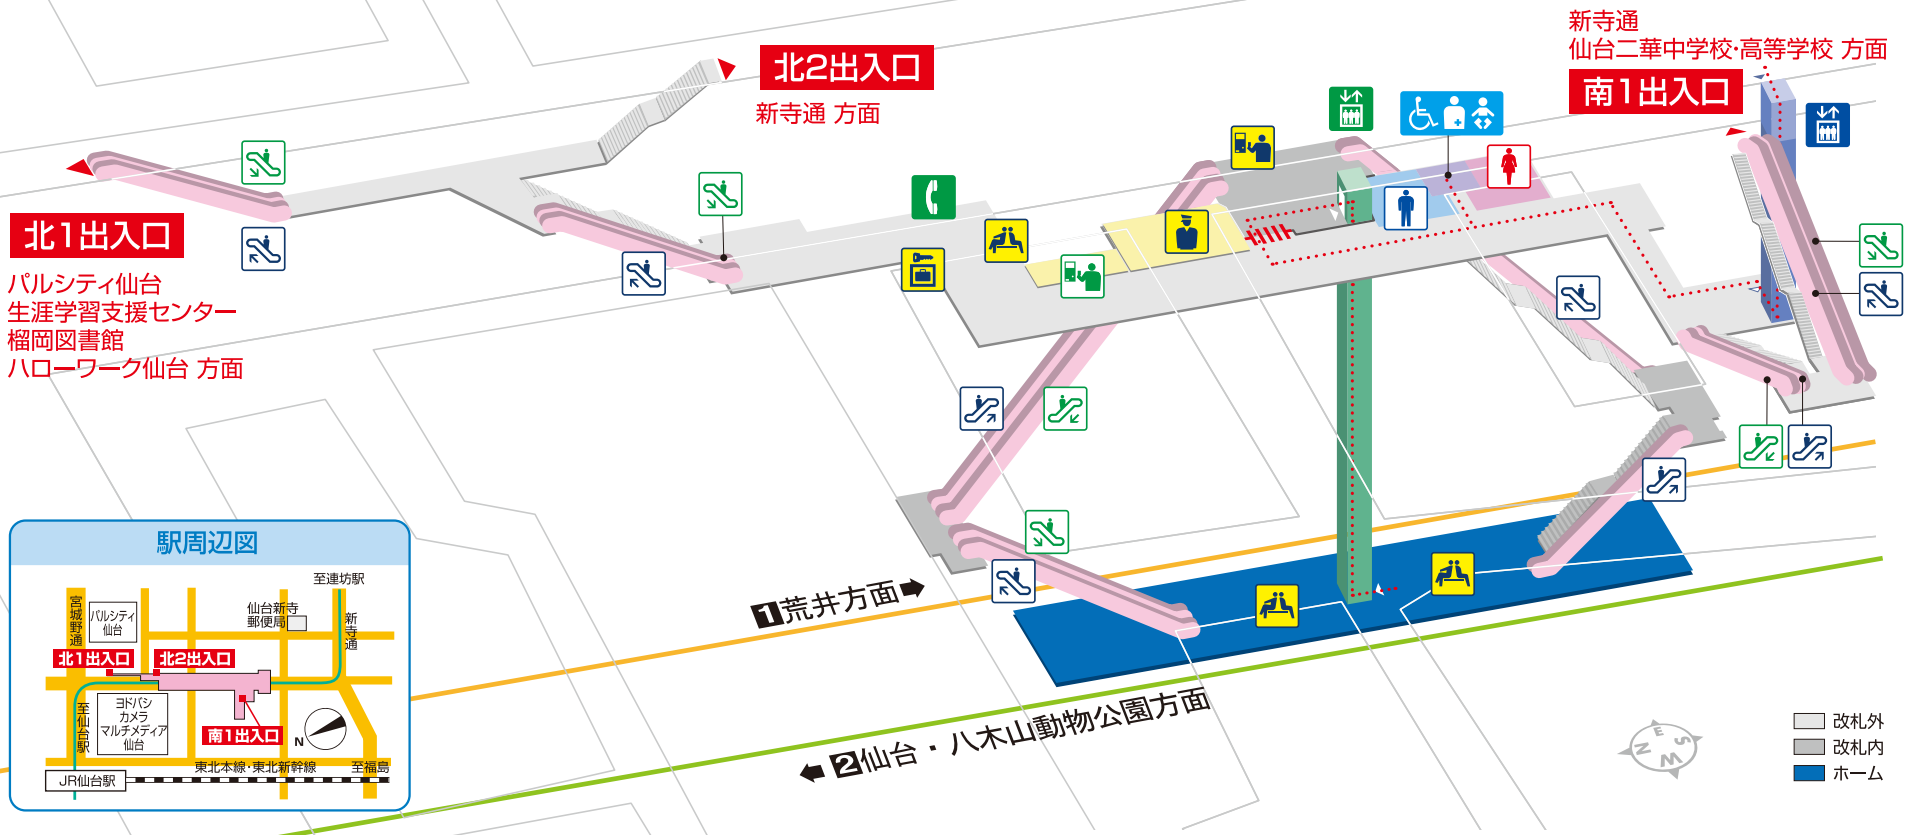 新寺通
仙台二華中学校・高等学校 方面
南1出入口
北2出入口
新寺通 方面
北1出入口
パルシティ仙台
生涯学習支援センター
榴岡図書館
ハローワーク仙台 方面
1荒井方面
2仙台・八木山動物公園方面
駅周辺図
至連坊駅
宮城野通
パルシティ
仙台
仙台新寺
郵便局
新寺通
北1出入口
北2出入口
至仙台駅
ヨドバシ
カメラ
マルチメディア
仙台
南1出入口
N
東北本線・東北新幹線
至福島
JR仙台駅
N
E
S
W
改札外
改札内
ホーム